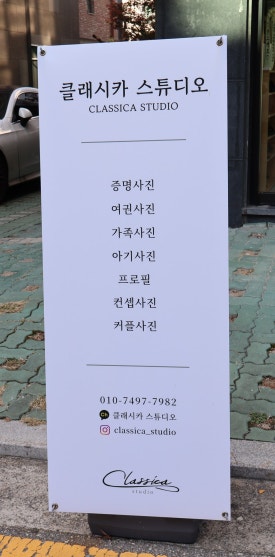 클래시카 스튜디오
CLASSICA STUDIO
증명사진
여권사진
가족사진
아기사진
프로필
컨셉사진
커플사진
010-7497-7982
Ch 클래시카 스튜디오
classica_studio
Classica
studio